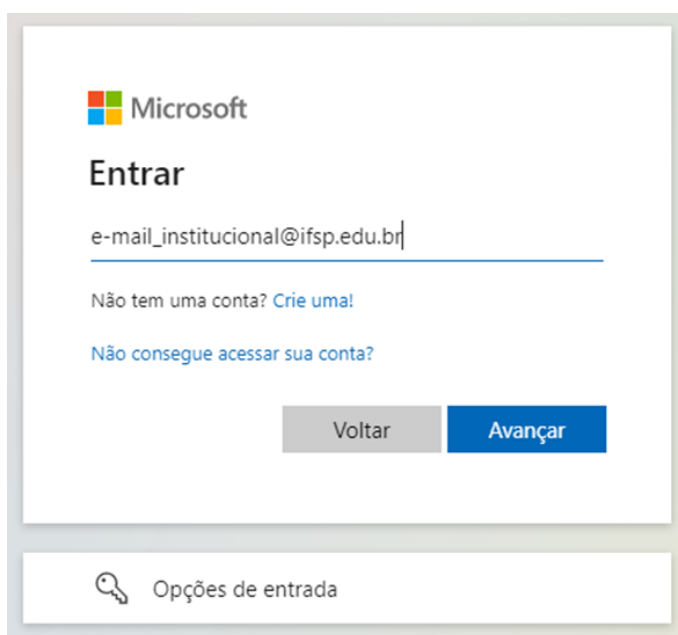 Microsoft
Entrar
e-mail_institucional@ifsp.edu.br
Não tem uma conta? Crie uma!
Não consegue acessar sua conta?
Voltar Avançar
Opções de entrada